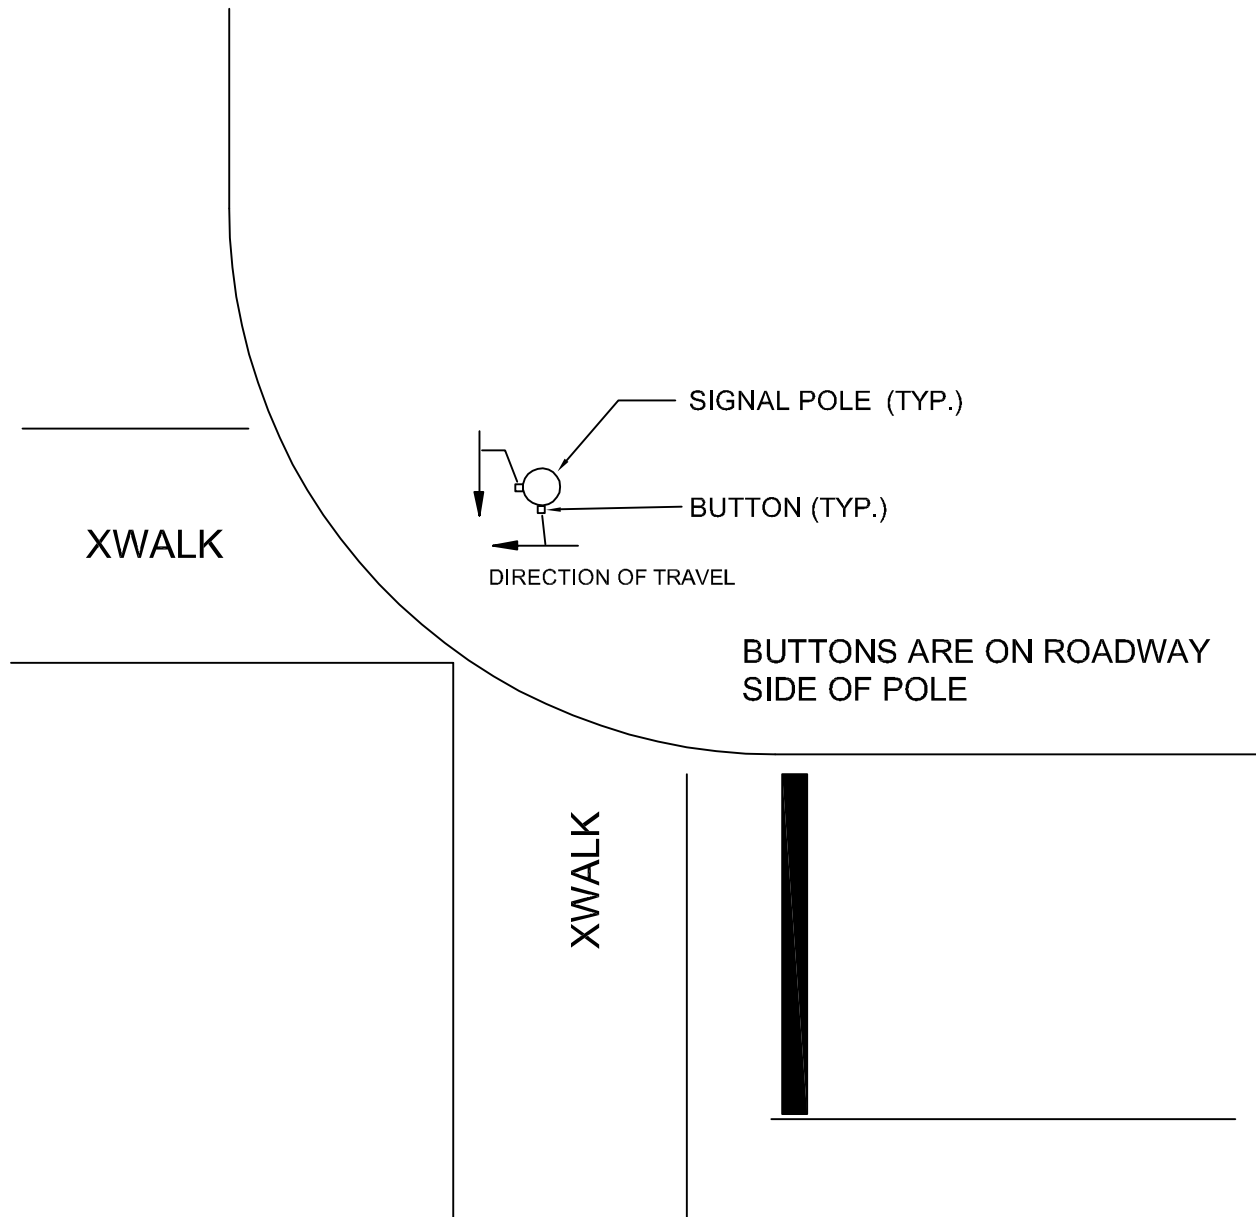 SIGNAL POLE (TYP.)
BUTTON (TYP.)
XWALK
DIRECTION OF TRAVEL
BUTTONS ARE ON ROADWAY
SIDE OF POLE
XWALK